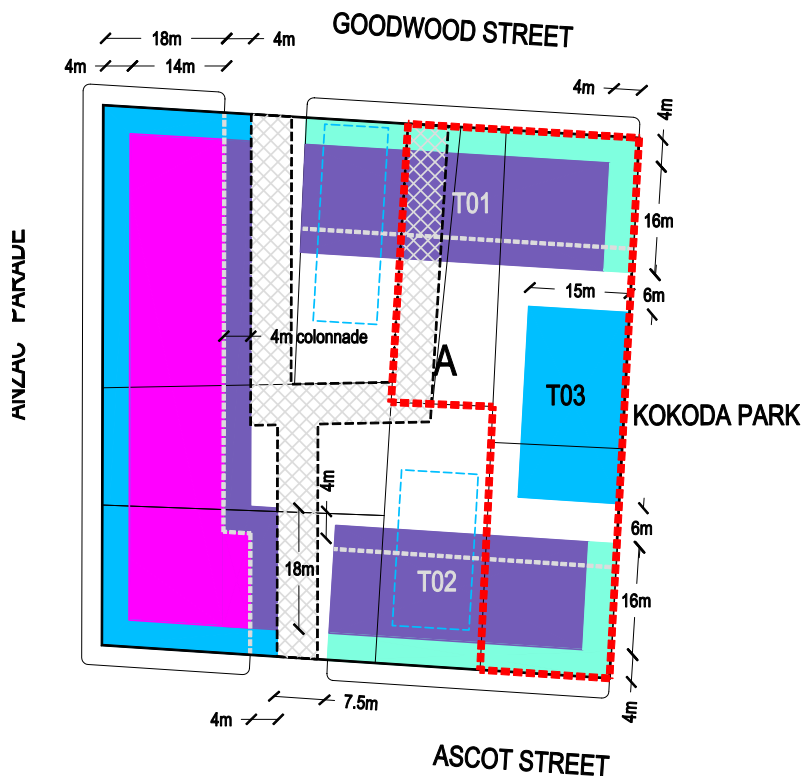 GOODWOOD STREET
18m
4m
4m
14m
4m
4m
T01
16m
15m
6m
4m colonnade
A
T03
ANZAC PARADE
KOKODA PARK
4m
6m
18m
T02
16m
7.5m
4m
4m
ASCOT STREET